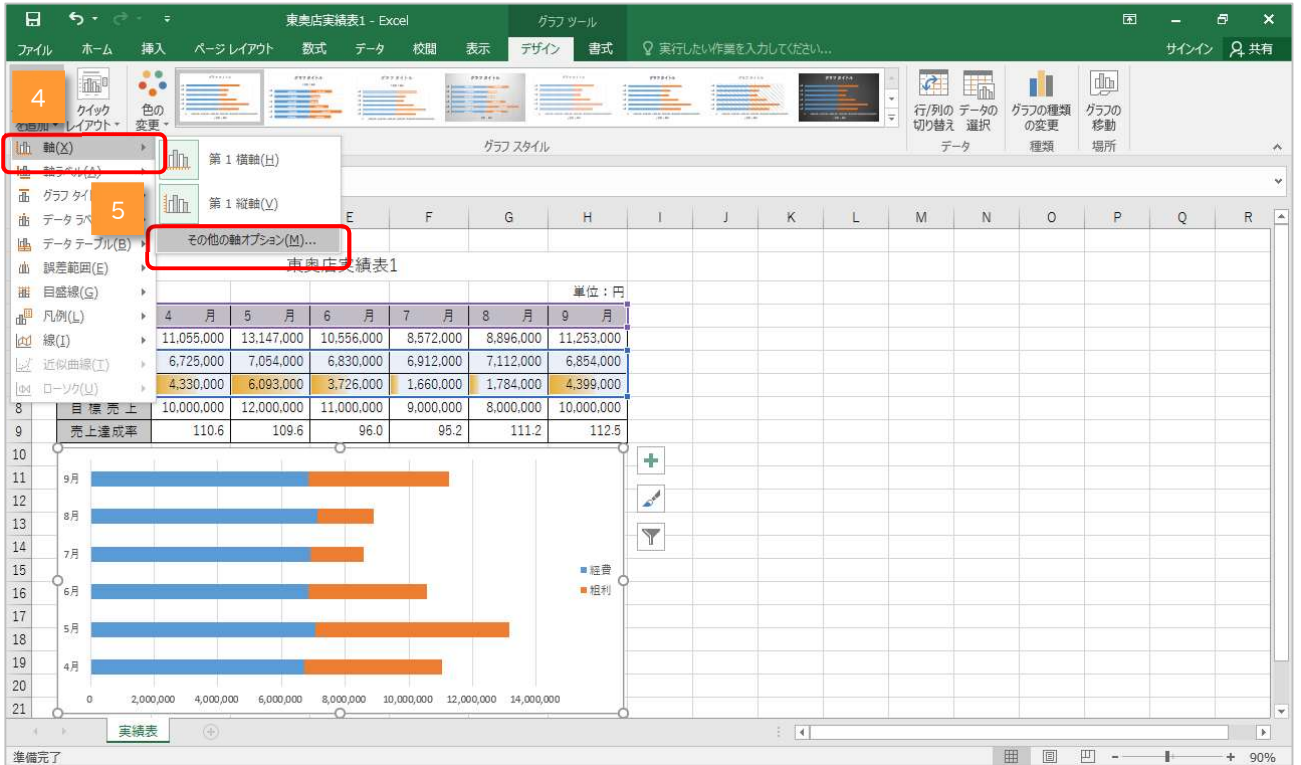 東奥店実績表1 - Excel
グラフ ツール
ファイル ホーム 挿入 ページ レイアウト 数式 データ 校閲 表示 デザイン 書式 実行したい作業を入力してください... サインイン 共有
4
を追加 クイック レイアウト 色の 変更
行/列の 切り替え データの 選択 グラフの種類 の変更 グラフの 移動
グラフ スタイル データ 種類 場所
軸(X)
第 1 横軸(H)
軸ラベル(A)
グラフ タイ
5
第 1 縦軸(V)
データ ラベ
データ テーブル(B)
その他の軸オプション(M)...
誤差範囲(E)
目盛線(G)
凡例(L)
線(I)
近似曲線(T)
ローソク(U)
E F G H I J K L M N O P Q R
東奥店実績表1
単位：円
4 月 5 月 6 月 7 月 8 月 9 月
11,055,000 13,147,000 10,556,000 8,572,000 8,896,000 11,253,000
6,725,000 7,054,000 6,830,000 6,912,000 7,112,000 6,854,000
4,330,000 6,093,000 3,726,000 1,660,000 1,784,000 4,399,000
8 目標売上 10,000,000 12,000,000 11,000,000 9,000,000 8,000,000 10,000,000
9 売上達成率 110.6 109.6 96.0 95.2 111.2 112.5
10
11
12
13
14
15
16
17
18
19
20
21
9月
8月
7月
6月
5月
4月
経費
粗利
0 2,000,000 4,000,000 6,000,000 8,000,000 10,000,000 12,000,000 14,000,000
実績表
準備完了
90%